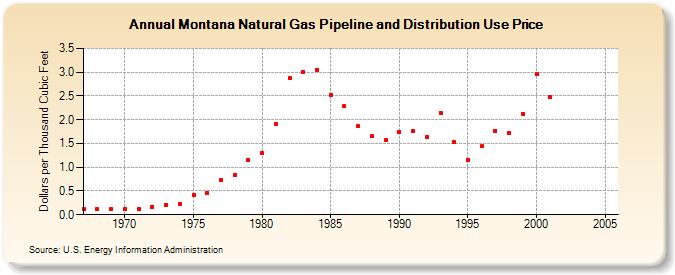 Annual Montana Natural Gas Pipeline and Distribution Use Price
Dollars per Thousand Cubic Feet
3.5
3.0
2.5
2.0
1.5
1.0
0.5
0.0
1970 1975 1980 1985 1990 1995 2000 2005
Source: U.S. Energy Information Administration